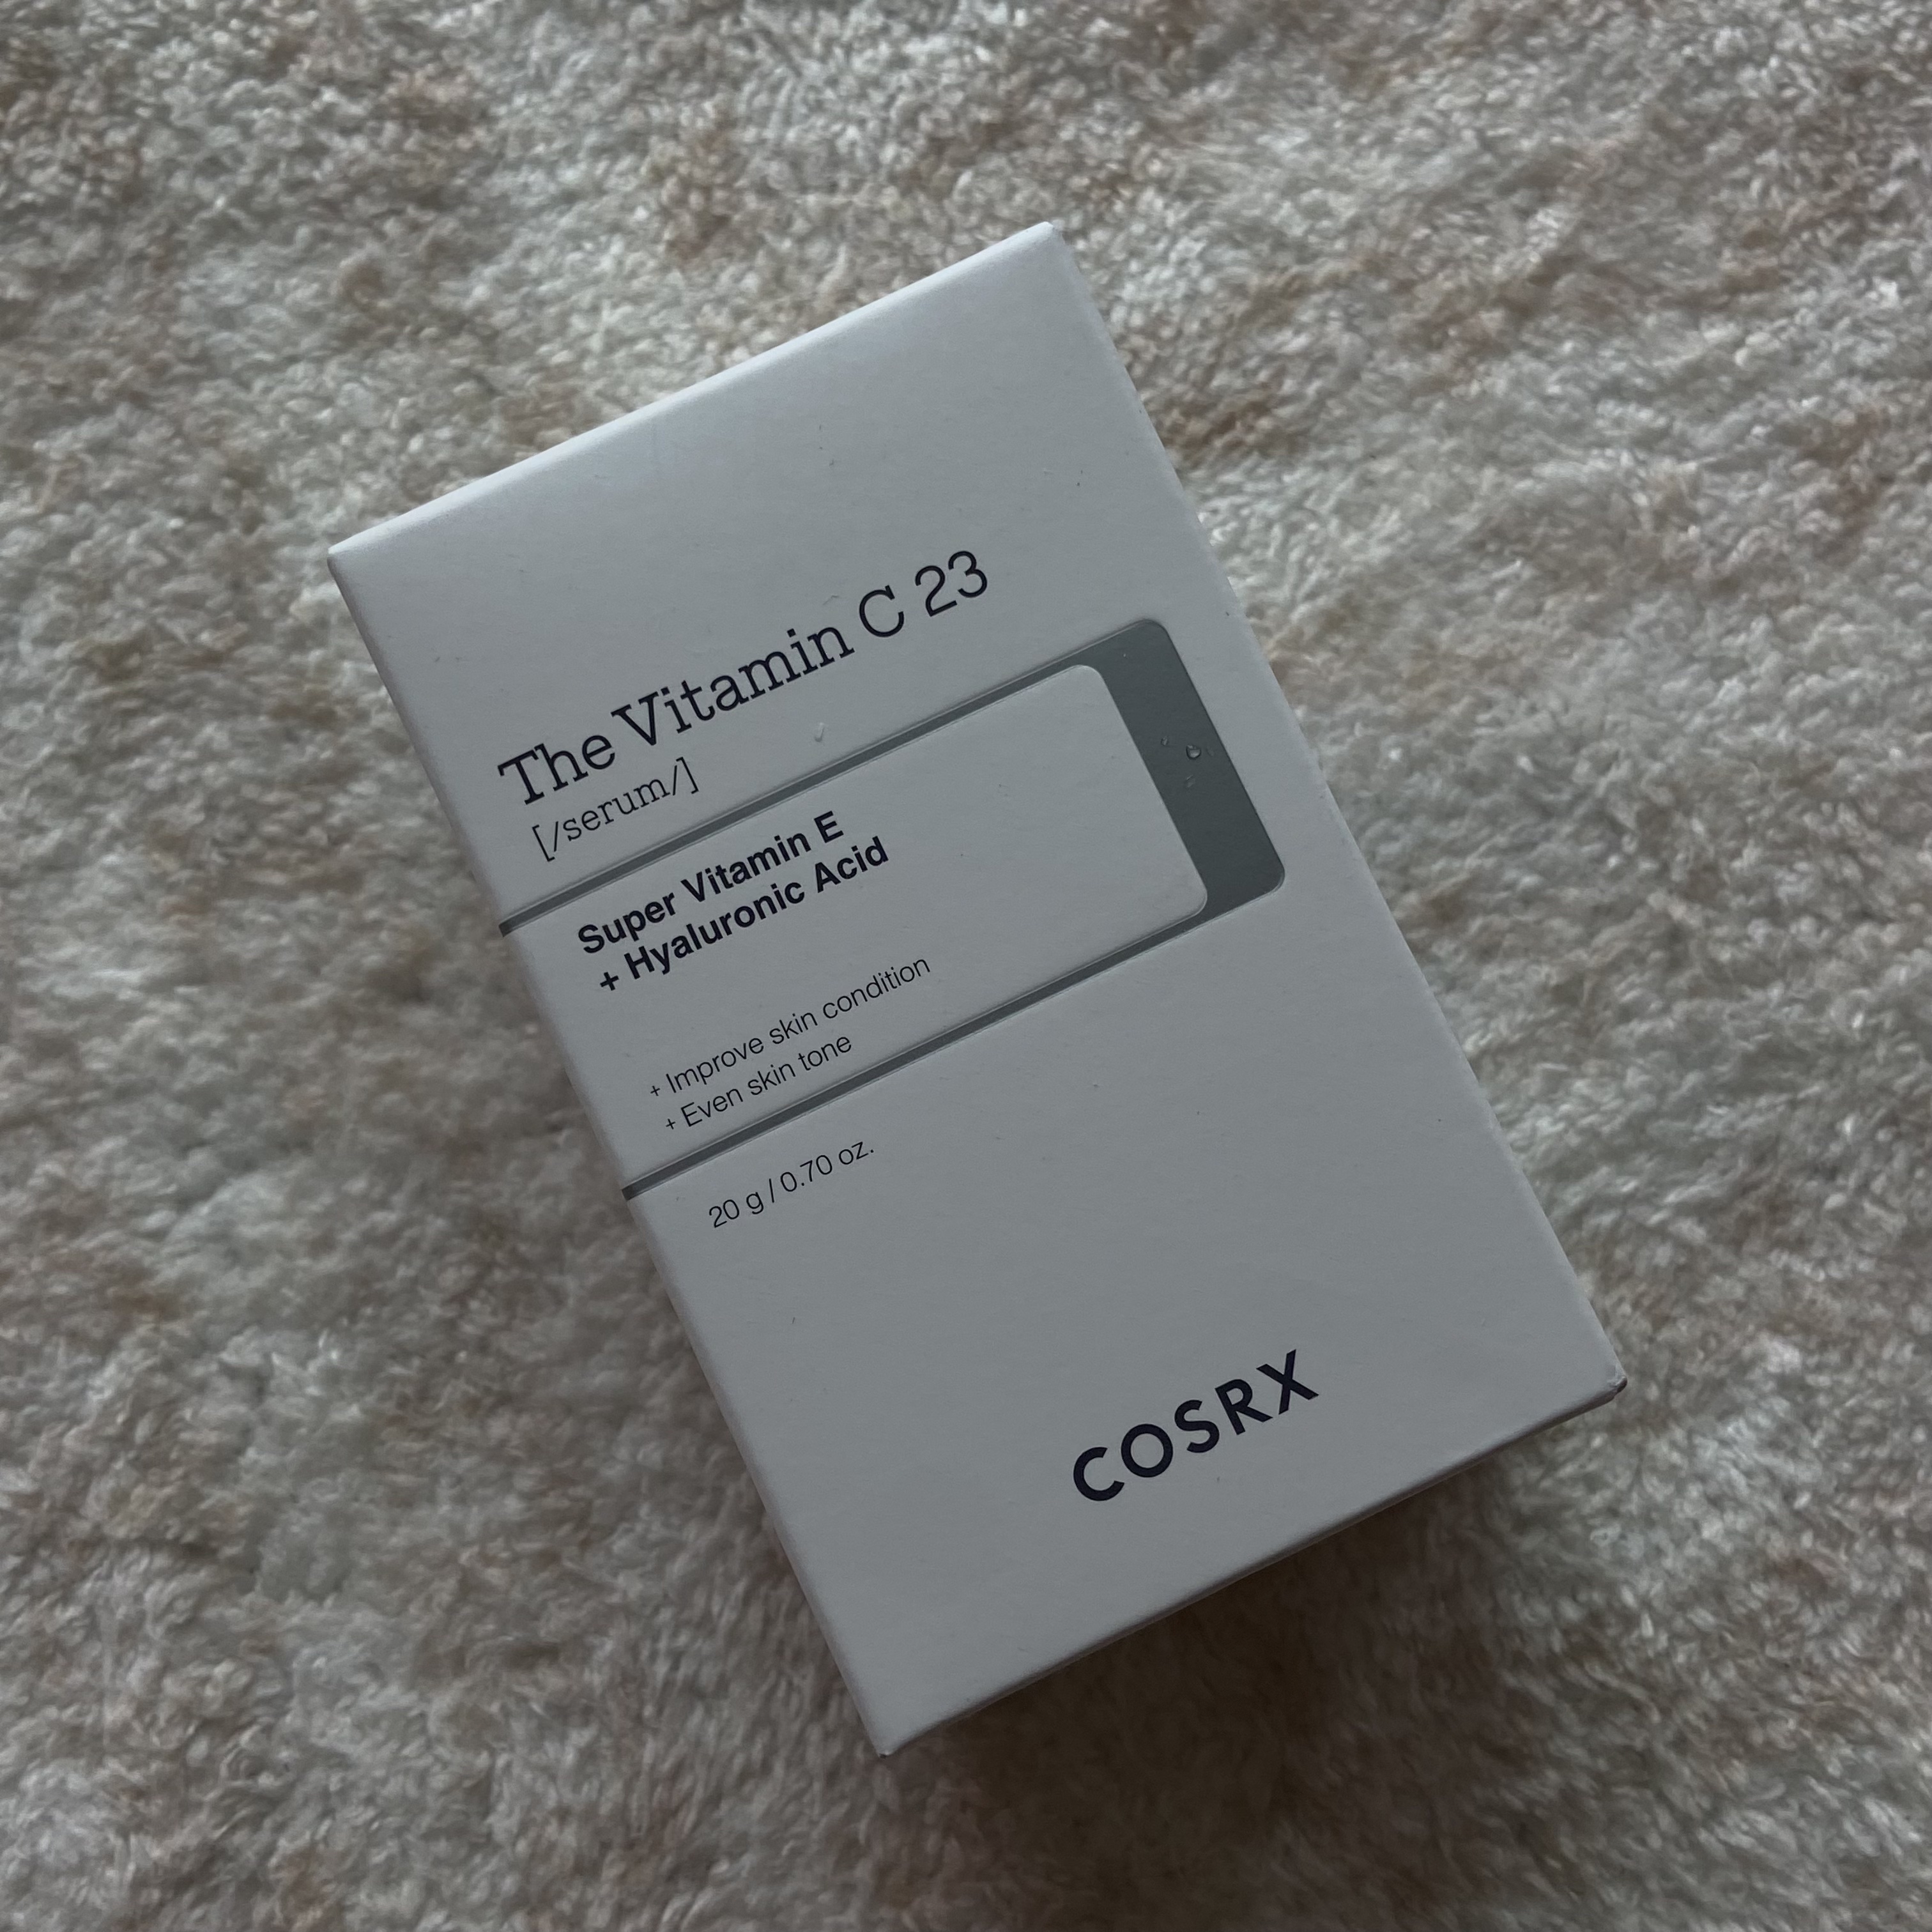 The Vitamin C 23
[/serum/]
Super Vitamin E
+ Hyaluronic Acid
+ Improve skin condition
+ Even skin tone
20 g / 0.70 oz.
COSRX